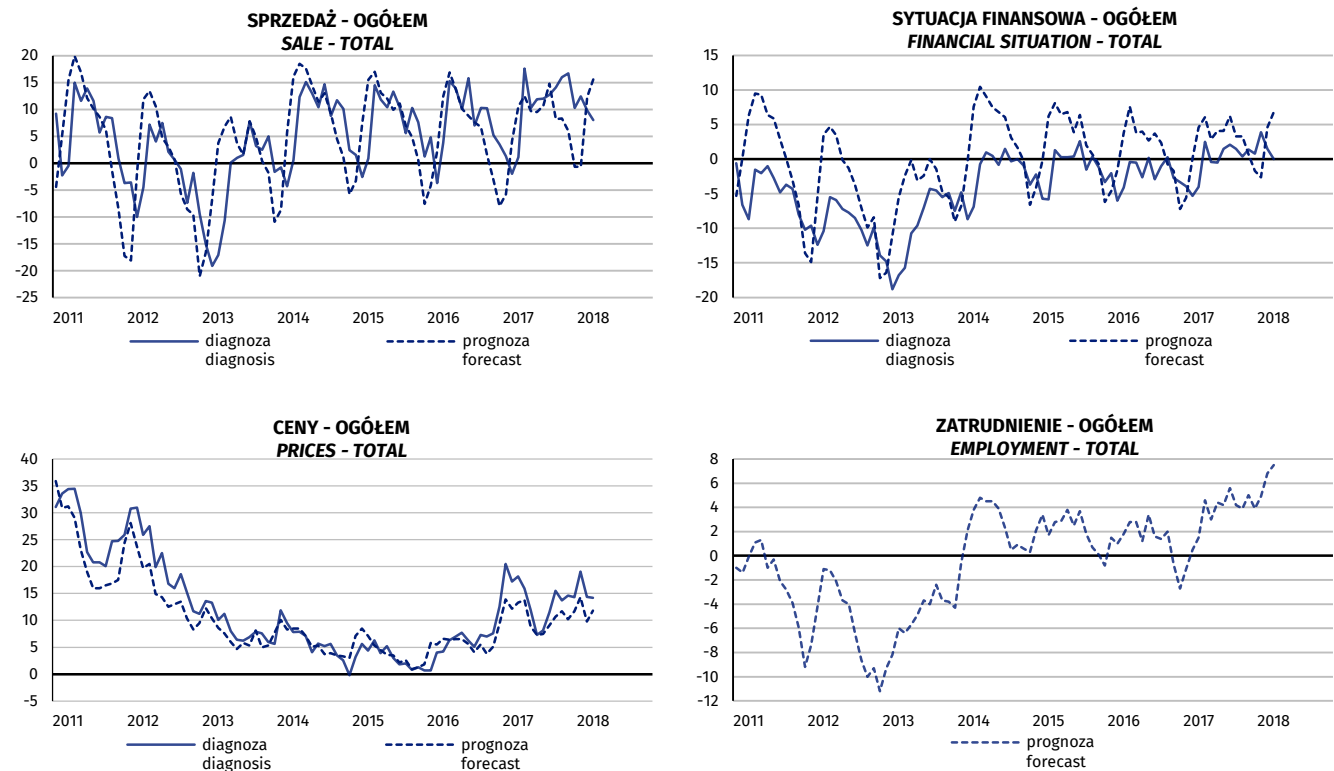 SPRZEDAŻ - OGÓŁEM
SALE - TOTAL
20
15
10
5
0
-5
-10
-15
-20
-25
2011 2012 2013 2014 2015 2016 2017 2018
diagnoza prognoza
diagnosis forecast
SYTUACJA FINANSOWA - OGÓŁEM
FINANCIAL SITUATION - TOTAL
15
10
5
0
-5
-10
-15
-20
2011 2012 2013 2014 2015 2016 2017 2018
diagnoza prognoza
diagnosis forecast
CENY - OGÓŁEM
PRICES - TOTAL
40
35
30
25
20
15
10
5
0
-5
2011 2012 2013 2014 2015 2016 2017 2018
diagnoza prognoza
diagnosis forecast
ZATRUDNIENIE - OGÓŁEM
EMPLOYMENT - TOTAL
8
6
4
2
0
-2
-4
-6
-8
-10
-12
2011 2012 2013 2014 2015 2016 2017 2018
prognoza
forecast